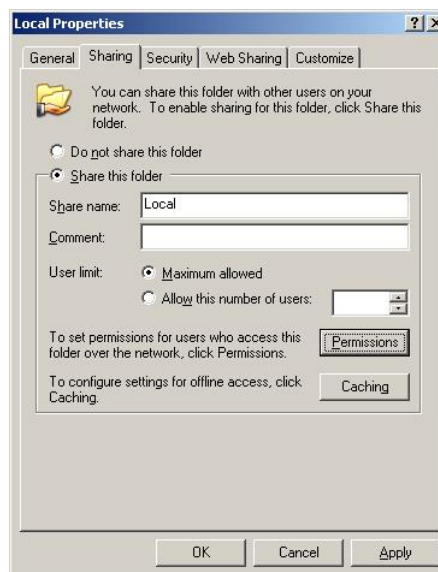 Local Properties
General Sharing Security Web Sharing Customize
You can share this folder with other users on your
network. To enable sharing for this folder, click Share this
folder.
Do not share this folder
Share this folder
Share name: Local
Comment:
User limit: Maximum allowed
Allow this number of users:
To set permissions for users who access this
folder over the network, click Permissions.
Permissions
To configure settings for offline access, click
Caching.
Caching
OK Cancel Apply